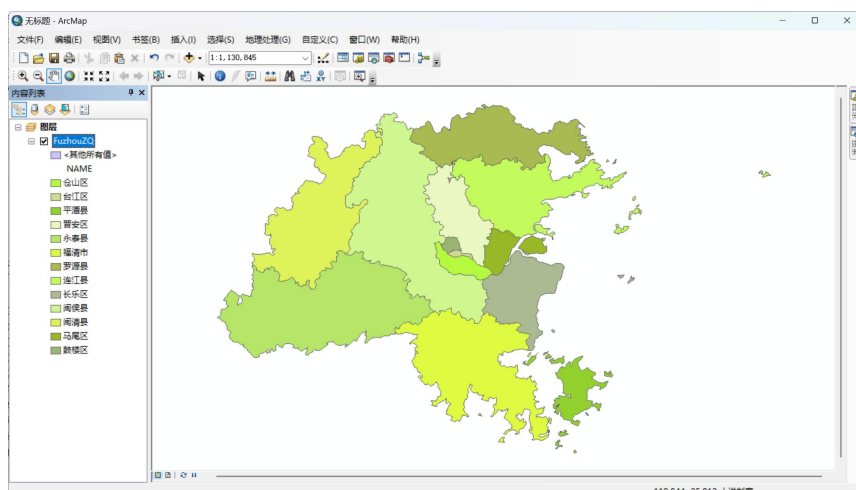 无标题 - ArcMap
文件(F) 编辑(E) 视图(V) 书签(B) 插入(I) 选择(S) 地理处理(G) 自定义(C) 窗口(W) 帮助(H)
1:1,130,845
内容列表
图层
FuzhouZQ
<其他所有值>
NAME
仓山区
台江区
平潭县
晋安区
永泰县
福清市
罗源县
连江县
长乐区
闽侯县
闽清县
马尾区
鼓楼区